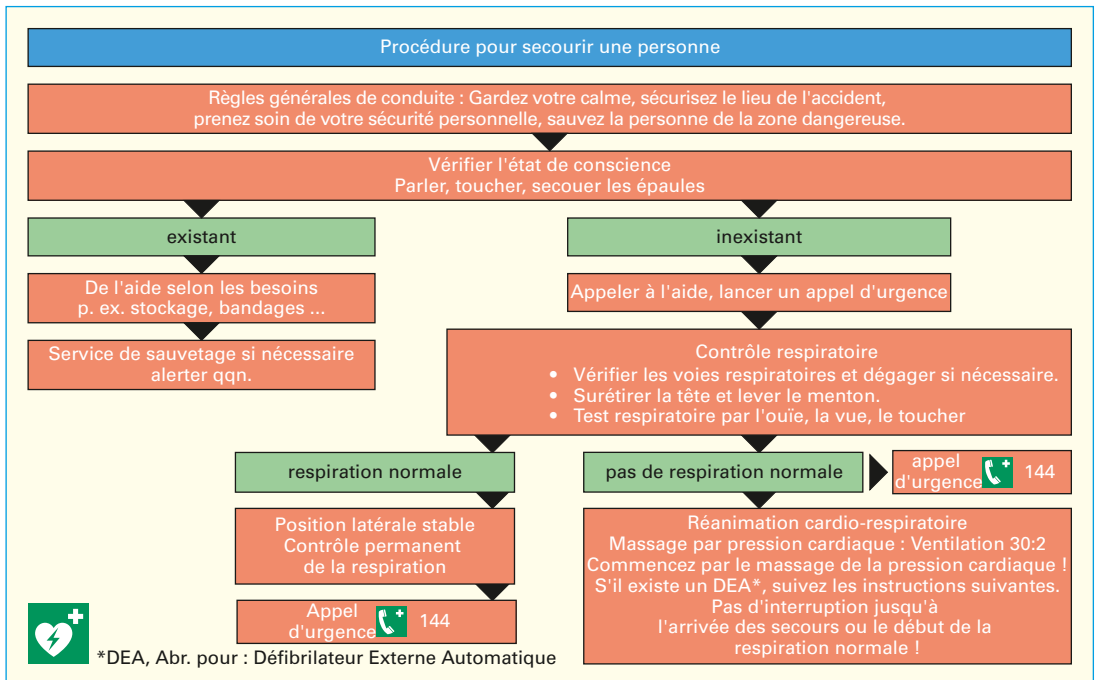 Procédure pour secourir une personne
Règles générales de conduite : Gardez votre calme, sécurisez le lieu de l'accident,
prenez soin de votre sécurité personnelle, sauvez la personne de la zone dangereuse.
Vérifier l'état de conscience
Parler, toucher, secouer les épaules
existant
inexistant
De l'aide selon les besoins
p. ex. stockage, bandages ...
Appeler à l'aide, lancer un appel d'urgence
Service de sauvetage si nécessaire
alerter qqn.
Contrôle respiratoire
• Vérifier les voies respiratoires et dégager si nécessaire.
• Surétirer la tête et lever le menton.
• Test respiratoire par l'ouïe, la vue, le toucher
respiration normale
pas de respiration normale
appel
d'urgence 144
Position latérale stable
Contrôle permanent
de la respiration
Appel
d'urgence 144
Réanimation cardio-respiratoire
Massage par pression cardiaque : Ventilation 30:2
Commencez par le massage de la pression cardiaque !
S'il existe un DEA*, suivez les instructions suivantes.
Pas d'interruption jusqu'à
l'arrivée des secours ou le début de la
respiration normale !
*DEA, Abr. pour : Défibrilateur Externe Automatique